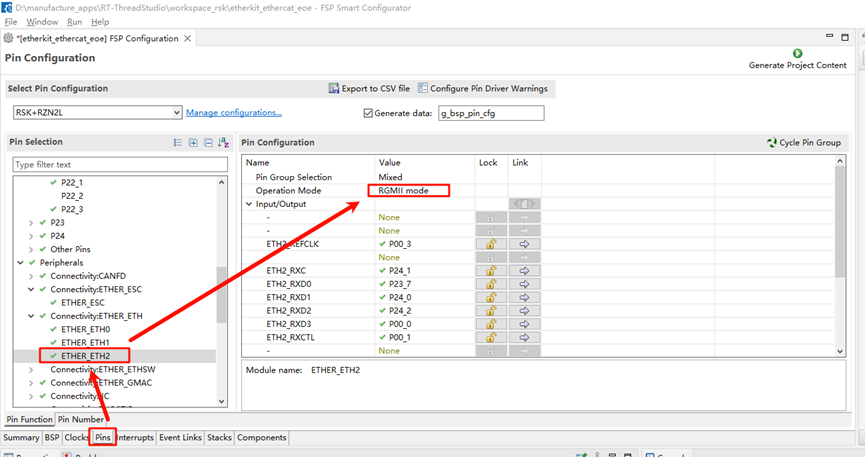 D:\manufacture_apps\RT-ThreadStudio\workspace_rsk\etherkit_ethercat_eoe - FSP Smart Configurator
File Window Run Help
*[etherkit_ethercat_eoe] FSP Configuration
Pin Configuration
Generate Project Content
Select Pin Configuration
Export to CSV file
Configure Pin Driver Warnings
RSK+RZN2L
Manage configurations...
Generate data: g_bsp_pin_cfg
Pin Selection
Type filter text
P22_1
P22_2
P22_3
P23
P24
Other Pins
Peripherals
Connectivity:CANFD
Connectivity:ETHER_ESC
ETHER_ESC
Connectivity:ETHER_ETH
ETHER_ETH0
ETHER_ETH1
ETHER_ETH2
Connectivity:ETHER_ETHSW
Connectivity:ETHER_GMAC
Pin Configuration
Cycle Pin Group
Name Value Lock Link
Pin Group Selection Mixed
Operation Mode RGMII mode
Input/Output
- None
- None
ETH2_REFCLK P00_3
- None
ETH2_RXC P24_1
ETH2_RXD0 P23_7
ETH2_RXD1 P24_0
ETH2_RXD2 P24_2
ETH2_RXD3 P00_0
ETH2_RXCTL P00_1
- None
Module name: ETHER_ETH2
Pin Function Pin Number
Summary BSP Clocks Pins Interrupts Event Links Stacks Components